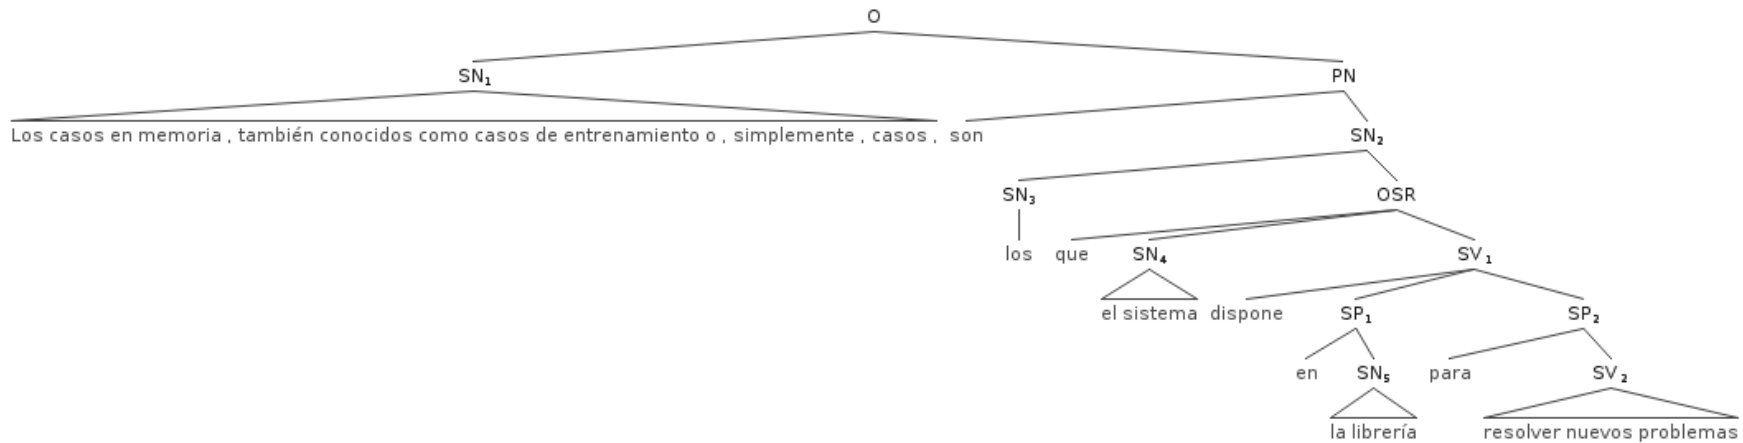 O
SN₁ PN
Los casos en memoria , también conocidos como casos de entrenamiento o , simplemente , casos , son
SN₂
SN₃ OSR
los que SN₄ SV₁
el sistema dispone SP₁ SP₂
en SN₅ para SV₂
la librería resolver nuevos problemas